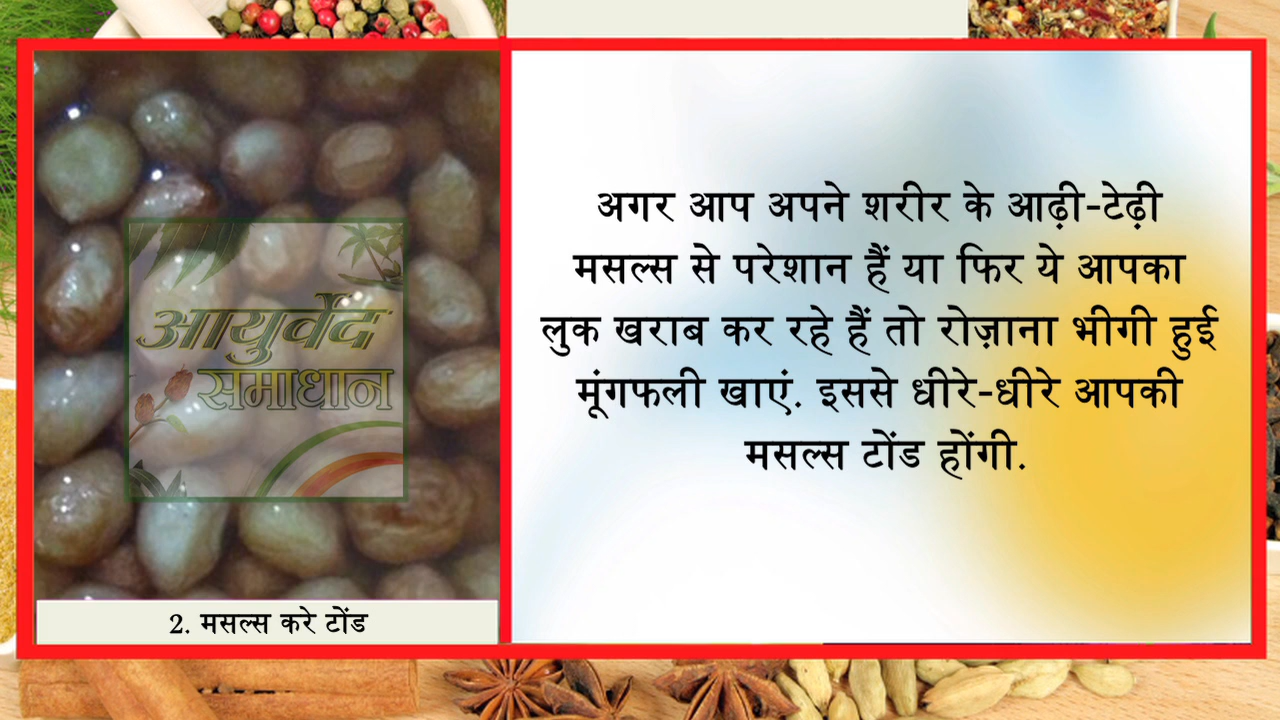 आयुर्वेद
समाधान
2. मसल्स करे टोंड
अगर आप अपने शरीर के आढ़ी-टेढ़ी
मसल्स से परेशान हैं या फिर ये आपका
लुक खराब कर रहे हैं तो रोज़ाना भीगी हुई
मूंगफली खाएं. इससे धीरे-धीरे आपकी
मसल्स टोंड होंगी.